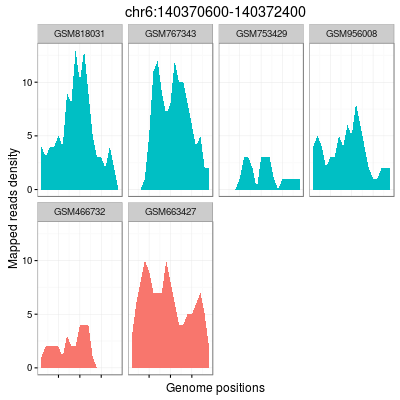 chr6:140370600-140372400
GSM818031 GSM767343 GSM753429 GSM956008
10
5
0
GSM466732 GSM663427
10
5
0
Mapped reads density
Genome positions